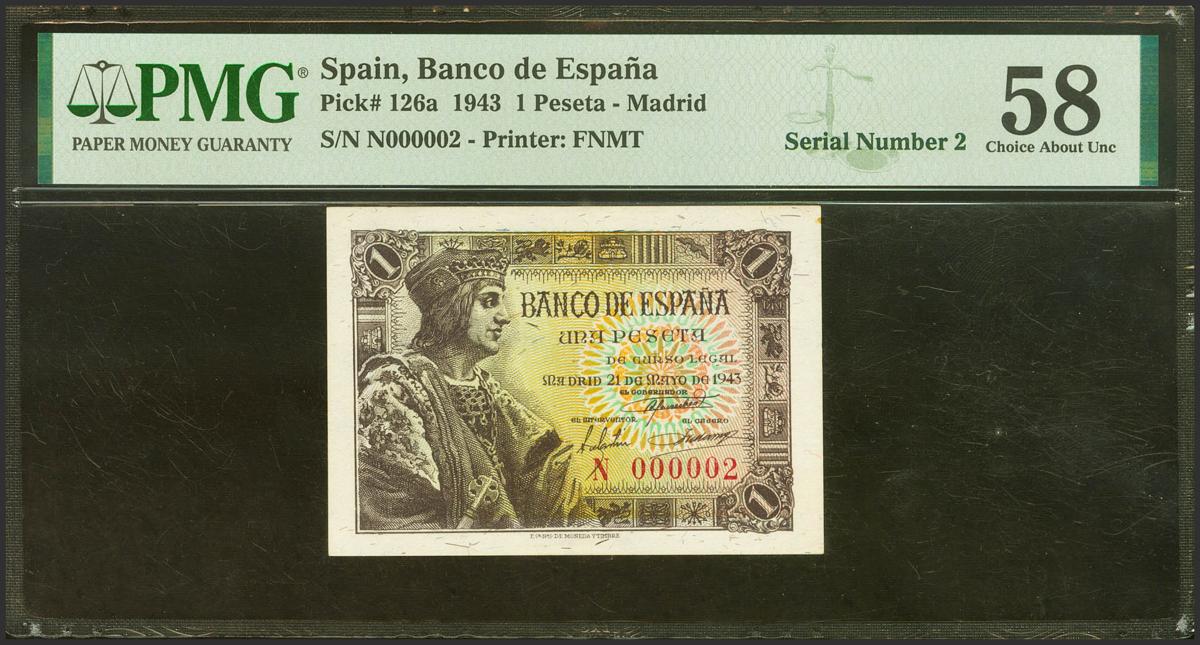 PMG®
PAPER MONEY GUARANTY
Spain, Banco de España
Pick# 126a 1943 1 Peseta - Madrid
S/N N000002 - Printer: FNMT
Serial Number 2
58
Choice About Unc
1
1
BANCO DE ESPAÑA
UNA PESETA
DE CURSO LEGAL
MADRID 21 DE MAYO DE 1943
EL GOBERNADOR
EL INTERVENTOR
EL CAJERO
N 000002
1